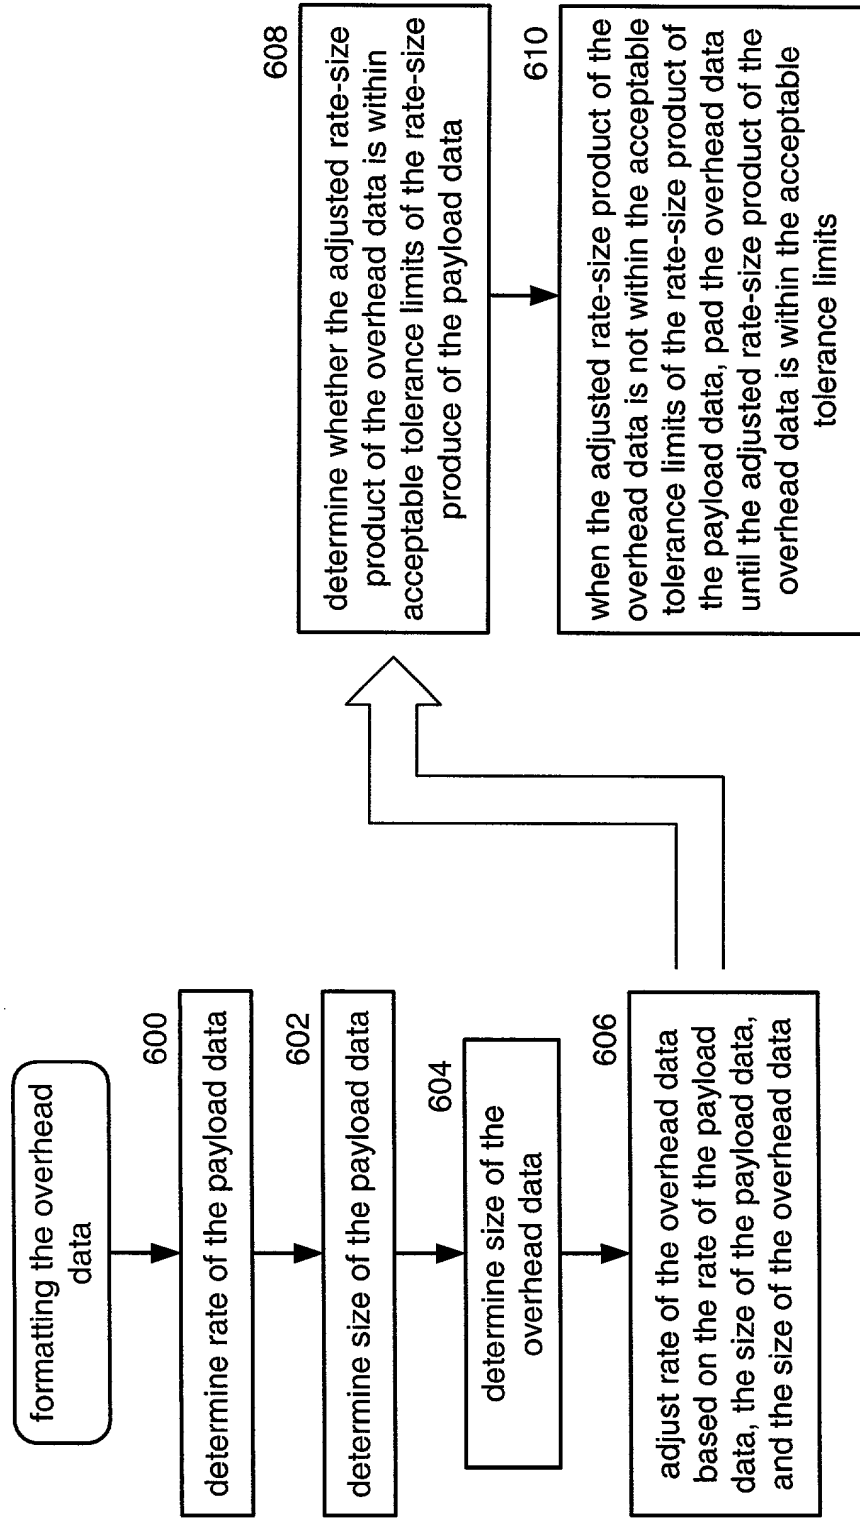 formatting the overhead
data
600
determine rate of the payload data
602
determine size of the payload data
604
determine size of the
overhead data
606
adjust rate of the overhead data
based on the rate of the payload
data, the size of the payload data,
and the size of the overhead data
608
determine whether the adjusted rate-size
product of the overhead data is within
acceptable tolerance limits of the rate-size
produce of the payload data
610
when the adjusted rate-size product of the
overhead data is not within the acceptable
tolerance limits of the rate-size product of
the payload data, pad the overhead data
until the adjusted rate-size product of the
overhead data is within the acceptable
tolerance limits